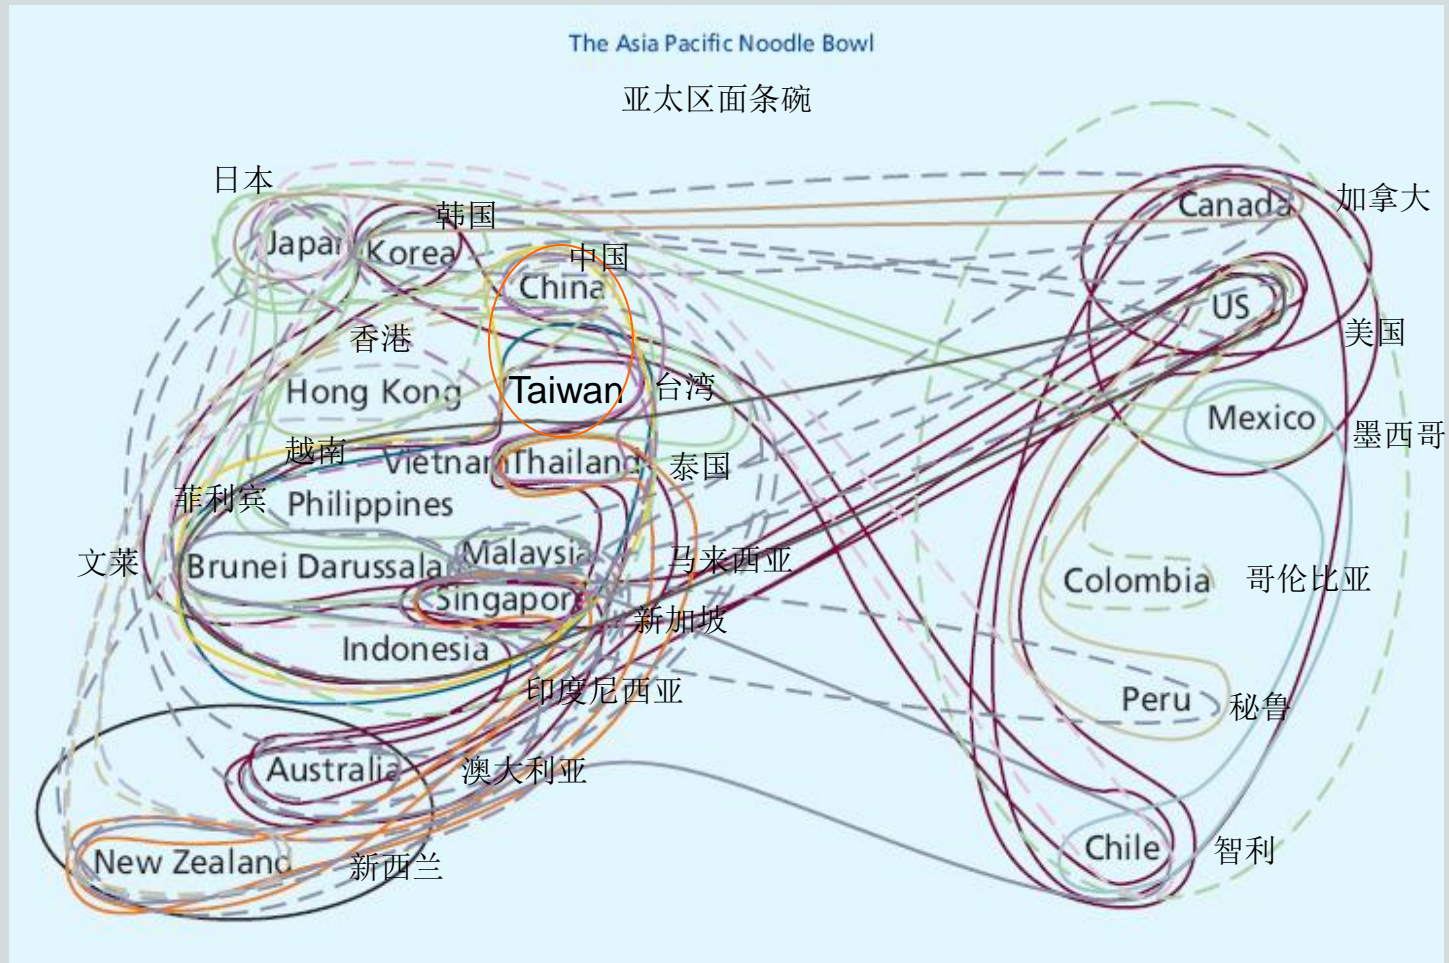 The Asia Pacific Noodle Bowl
亚太区面条碗
日本
韩国
加拿大
Canada
Japan
Korea
中国
China
US
美国
香港
Hong Kong
Taiwan
台湾
Mexico
墨西哥
越南
Vietnam
Thailand
泰国
菲利宾
Philippines
文莱
Brunei Darussala
Malaysia
马来西亚
Colombia
哥伦比亚
Singapor
新加坡
Indonesia
印度尼西亚
Peru
秘鲁
Australia
澳大利亚
New Zealand
新西兰
Chile
智利